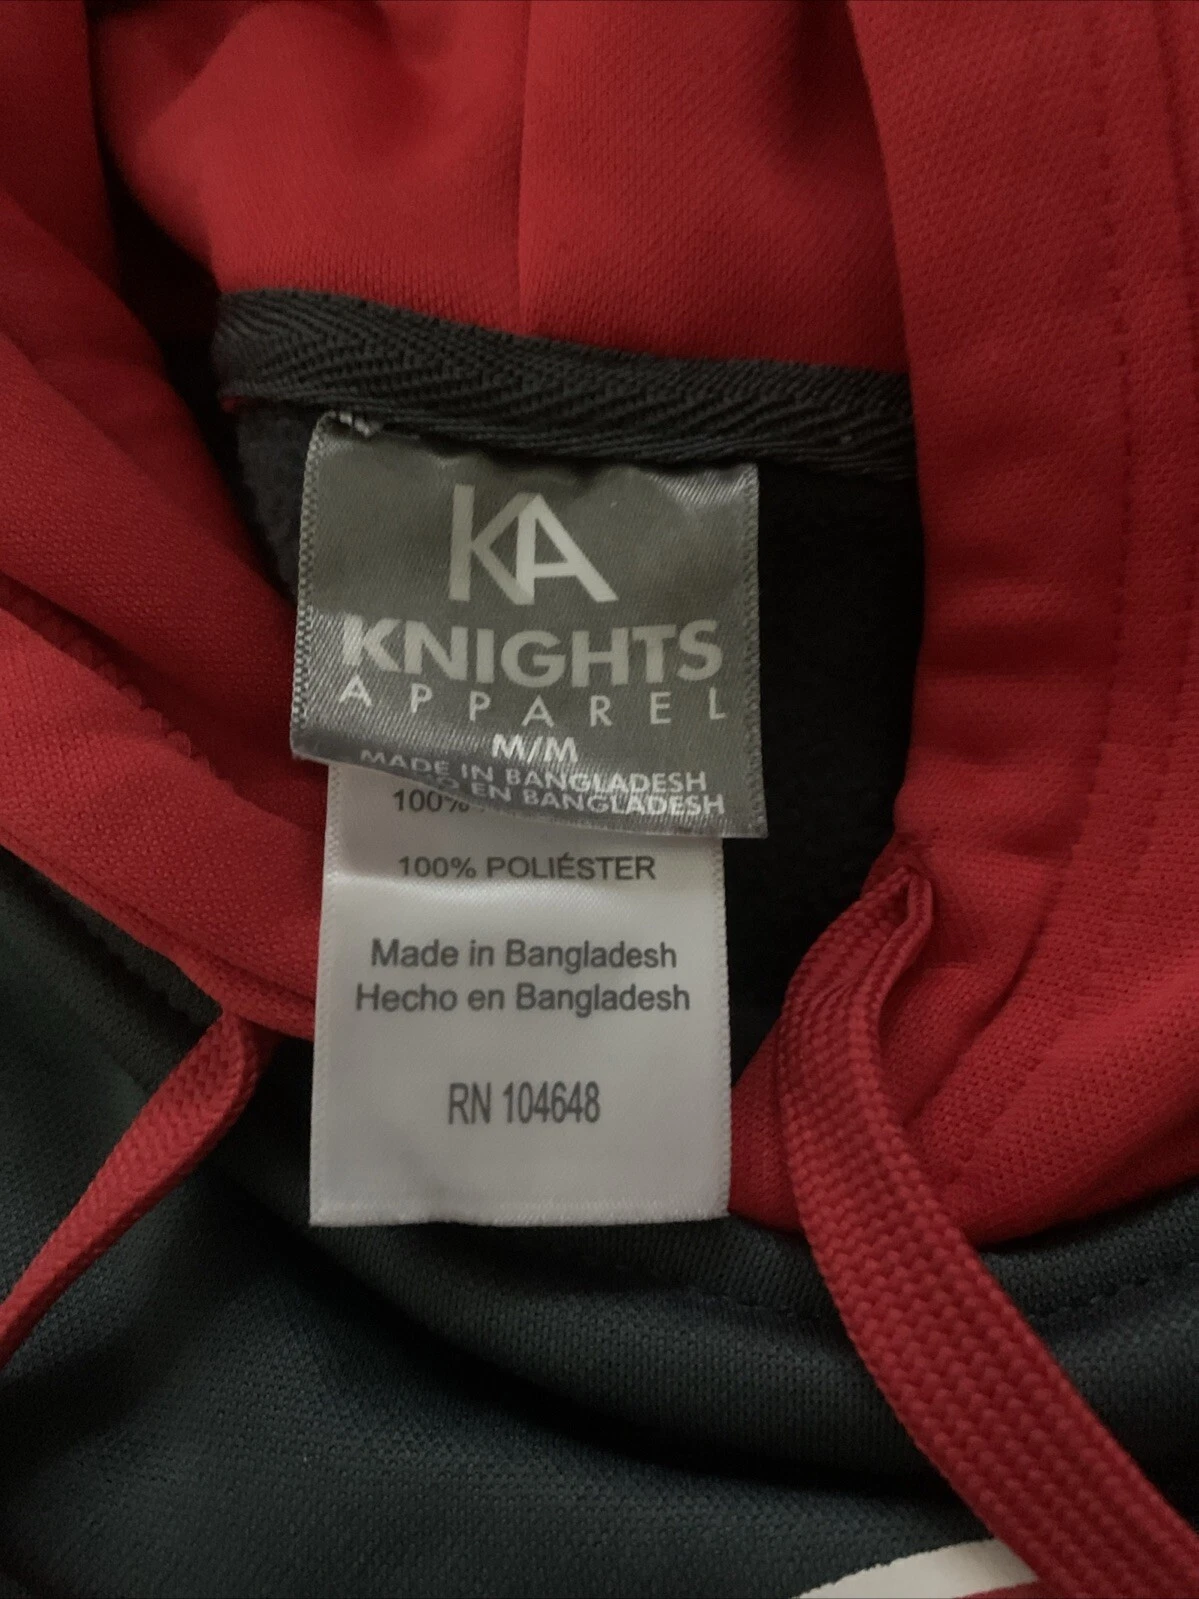 KA
KNIGHTS
APPAREL
M/M
MADE IN BANGLADESH
EN BANGLADESH
100%
100% POLIÉSTER
Made in Bangladesh
Hecho en Bangladesh
RN 104648